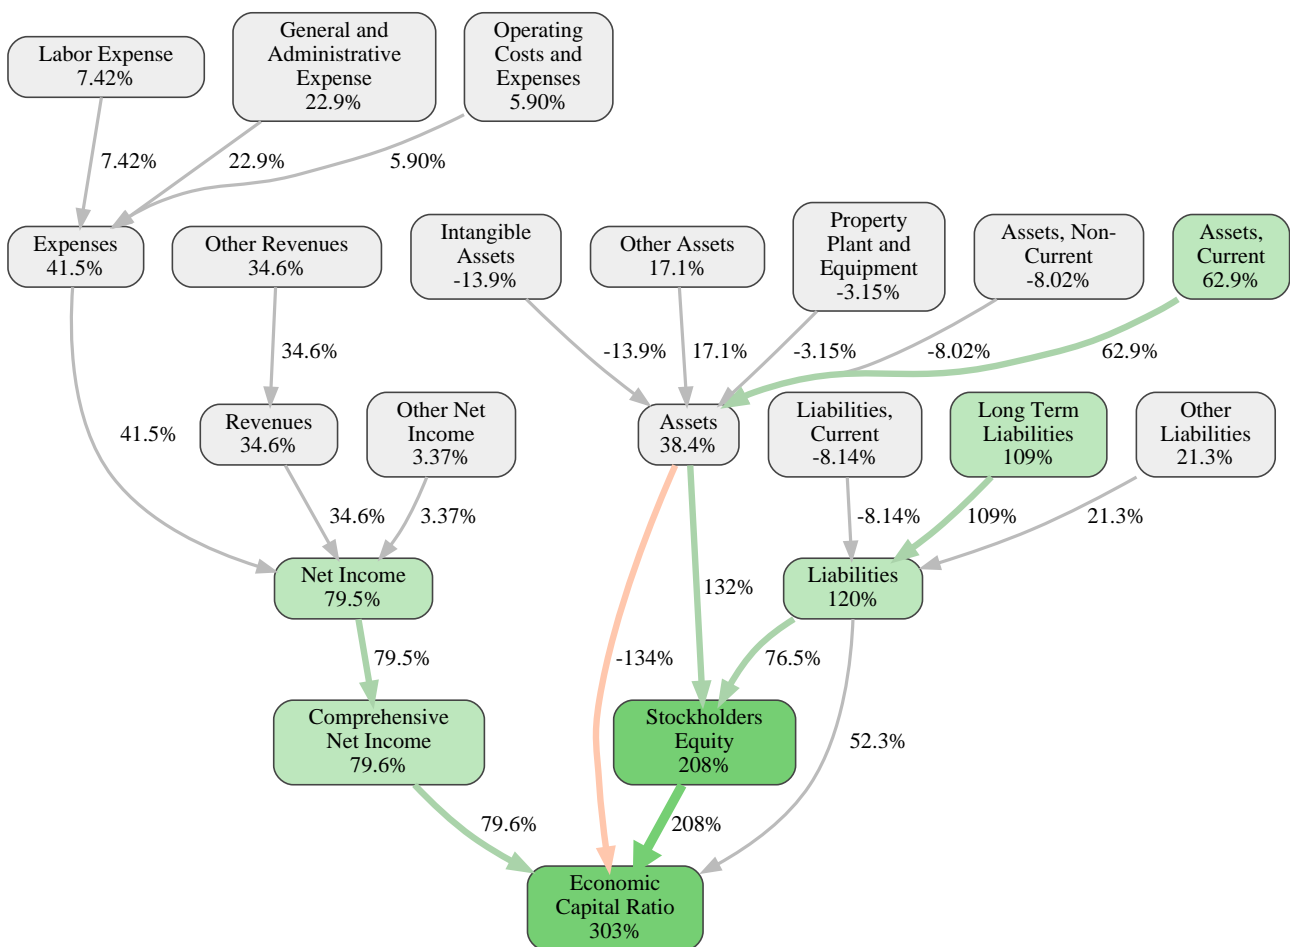 Labor Expense
7.42%
General and
Administrative
Expense
22.9%
Operating
Costs and
Expenses
5.90%
7.42%
22.9%
5.90%
Expenses
41.5%
Other Revenues
34.6%
Intangible
Assets
-13.9%
Other Assets
17.1%
Property
Plant and
Equipment
-3.15%
Assets, Non-
Current
-8.02%
Assets,
Current
62.9%
34.6%
-13.9%
17.1%
-3.15%
-8.02%
62.9%
41.5%
Revenues
34.6%
Other Net
Income
3.37%
Assets
38.4%
Liabilities,
Current
-8.14%
Long Term
Liabilities
109%
Other
Liabilities
21.3%
34.6%
3.37%
-8.14%
109%
21.3%
Net Income
79.5%
132%
Liabilities
120%
79.5%
-134%
76.5%
Comprehensive
Net Income
79.6%
Stockholders
Equity
208%
52.3%
79.6%
208%
Economic
Capital Ratio
303%